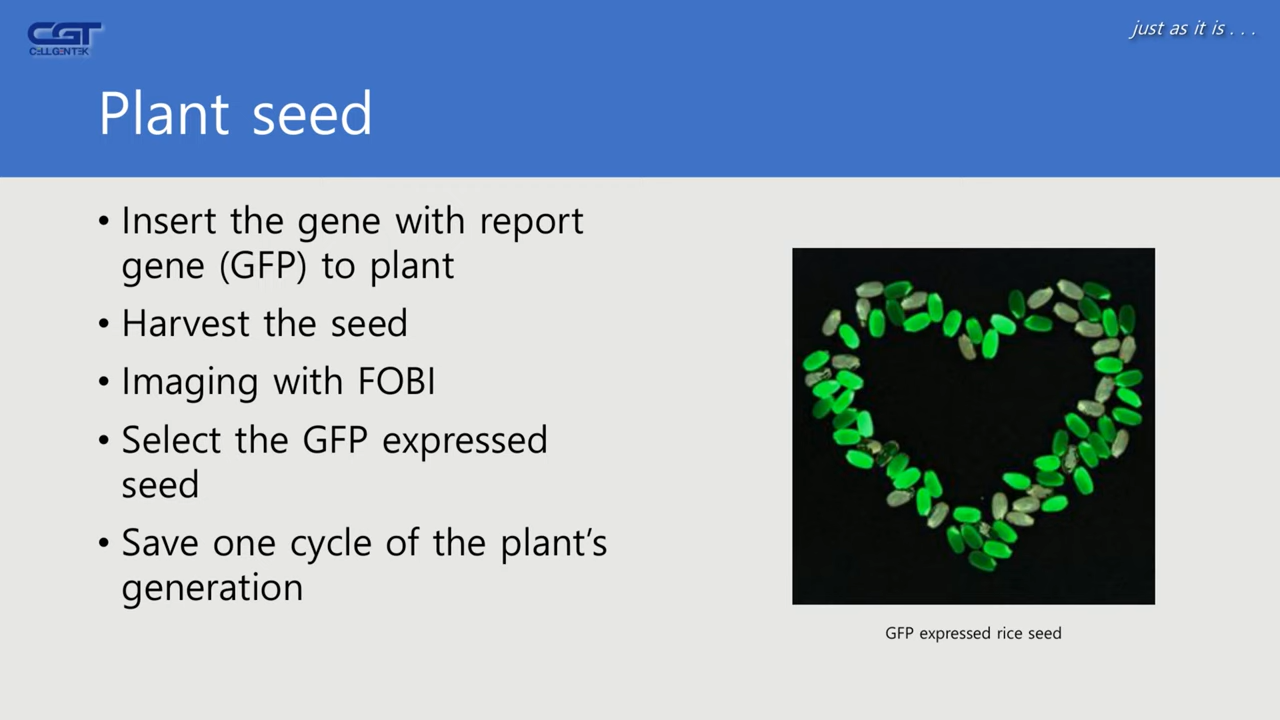 CGT
CELLGENTEK
just as it is . . .
Plant seed
• Insert the gene with report
gene (GFP) to plant
• Harvest the seed
• Imaging with FOBI
• Select the GFP expressed
seed
• Save one cycle of the plant’s
generation
GFP expressed rice seed